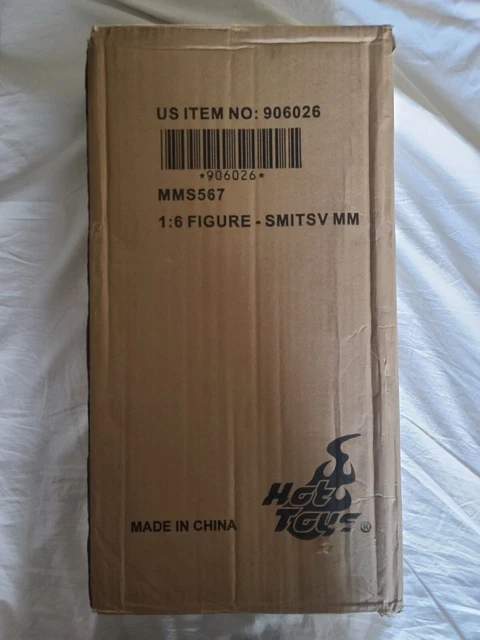 US ITEM NO: 906026
*906026*
MMS567
1:6 FIGURE - SMITSV MM
Hot
Toys®
MADE IN CHINA